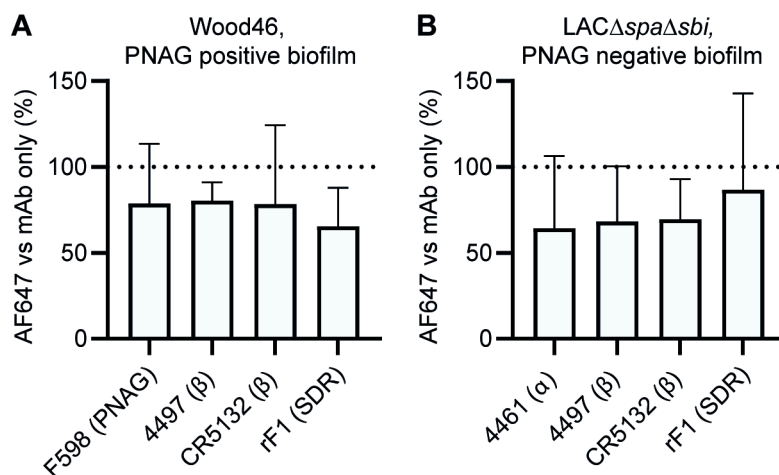 A
Wood46,
PNAG positive biofilm
AF647 vs mAb only (%)
150
100
50
0
F598 (PNAG)
4497 (β)
CR5132 (β)
rF1 (SDR)
B
LACΔspaΔsbi,
PNAG negative biofilm
AF647 vs mAb only (%)
150
100
50
0
4461 (α)
4497 (β)
CR5132 (β)
rF1 (SDR)